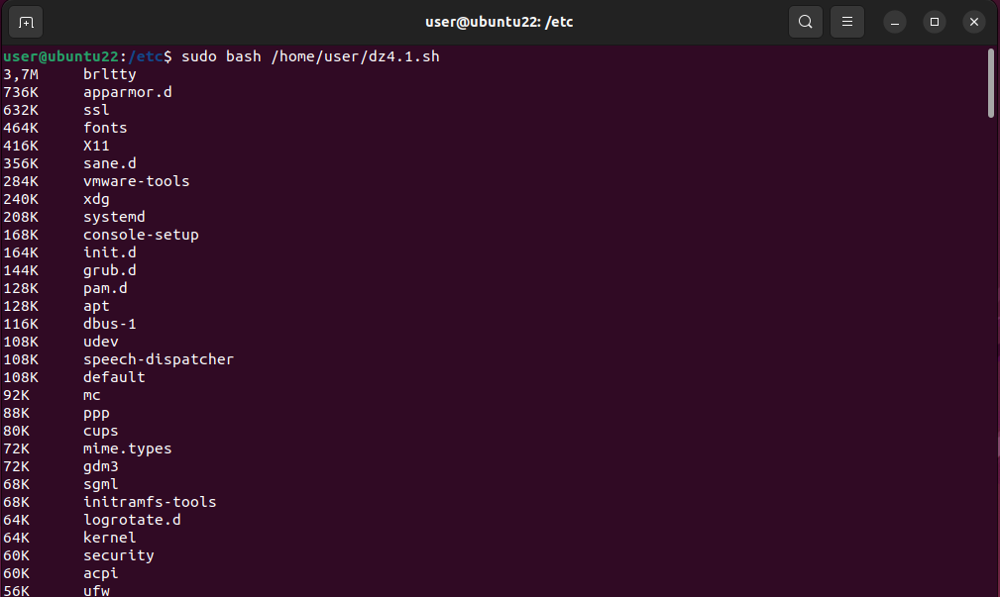 user@ubuntu22: /etc
user@ubuntu22:/etc$ sudo bash /home/user/dz4.1.sh
3,7M brltty
736K apparmor.d
632K ssl
464K fonts
416K X11
356K sane.d
284K vmware-tools
240K xdg
208K systemd
168K console-setup
164K init.d
144K grub.d
128K pam.d
128K apt
116K dbus-1
108K udev
108K speech-dispatcher
108K default
92K mc
88K ppp
80K cups
72K mime.types
72K gdm3
68K sgml
68K initramfs-tools
64K logrotate.d
64K kernel
60K security
60K acpi
56K ufw